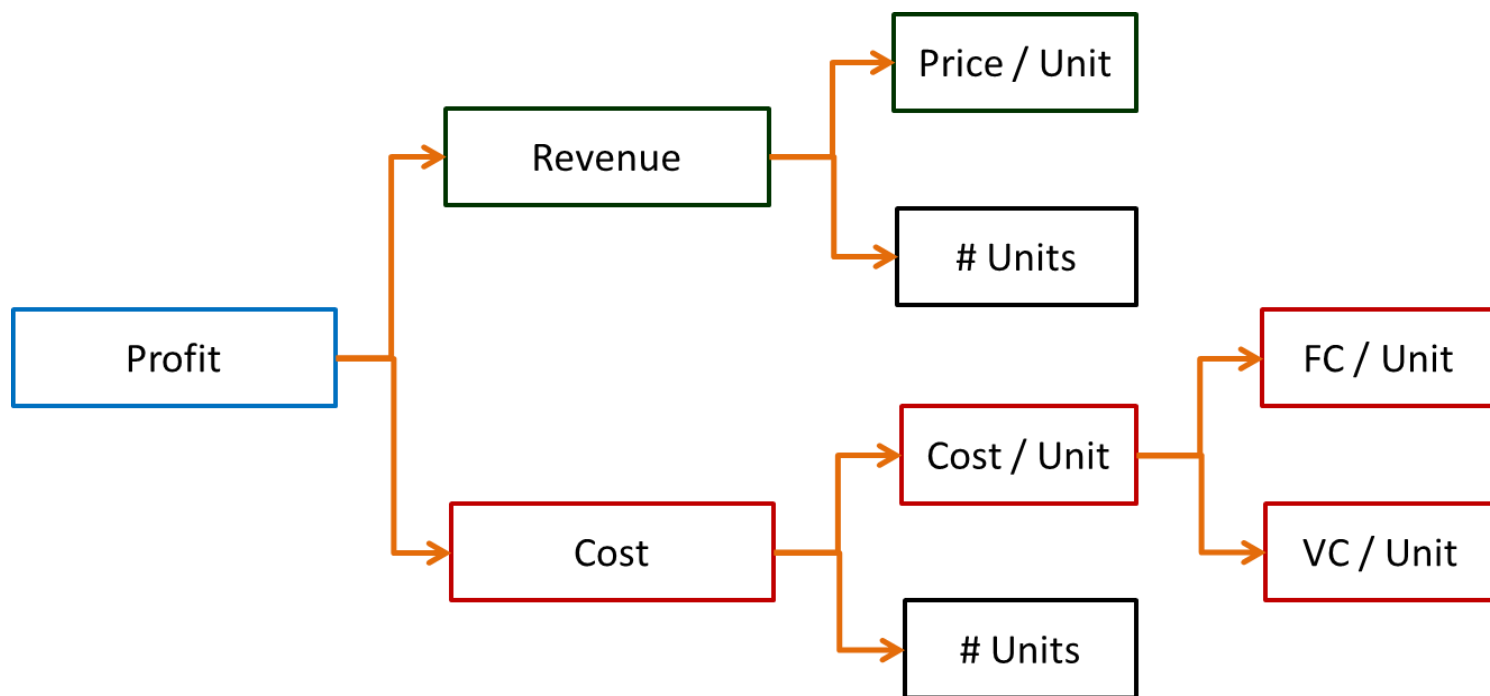 Price / Unit
Revenue
# Units
Profit
FC / Unit
Cost / Unit
VC / Unit
Cost
# Units